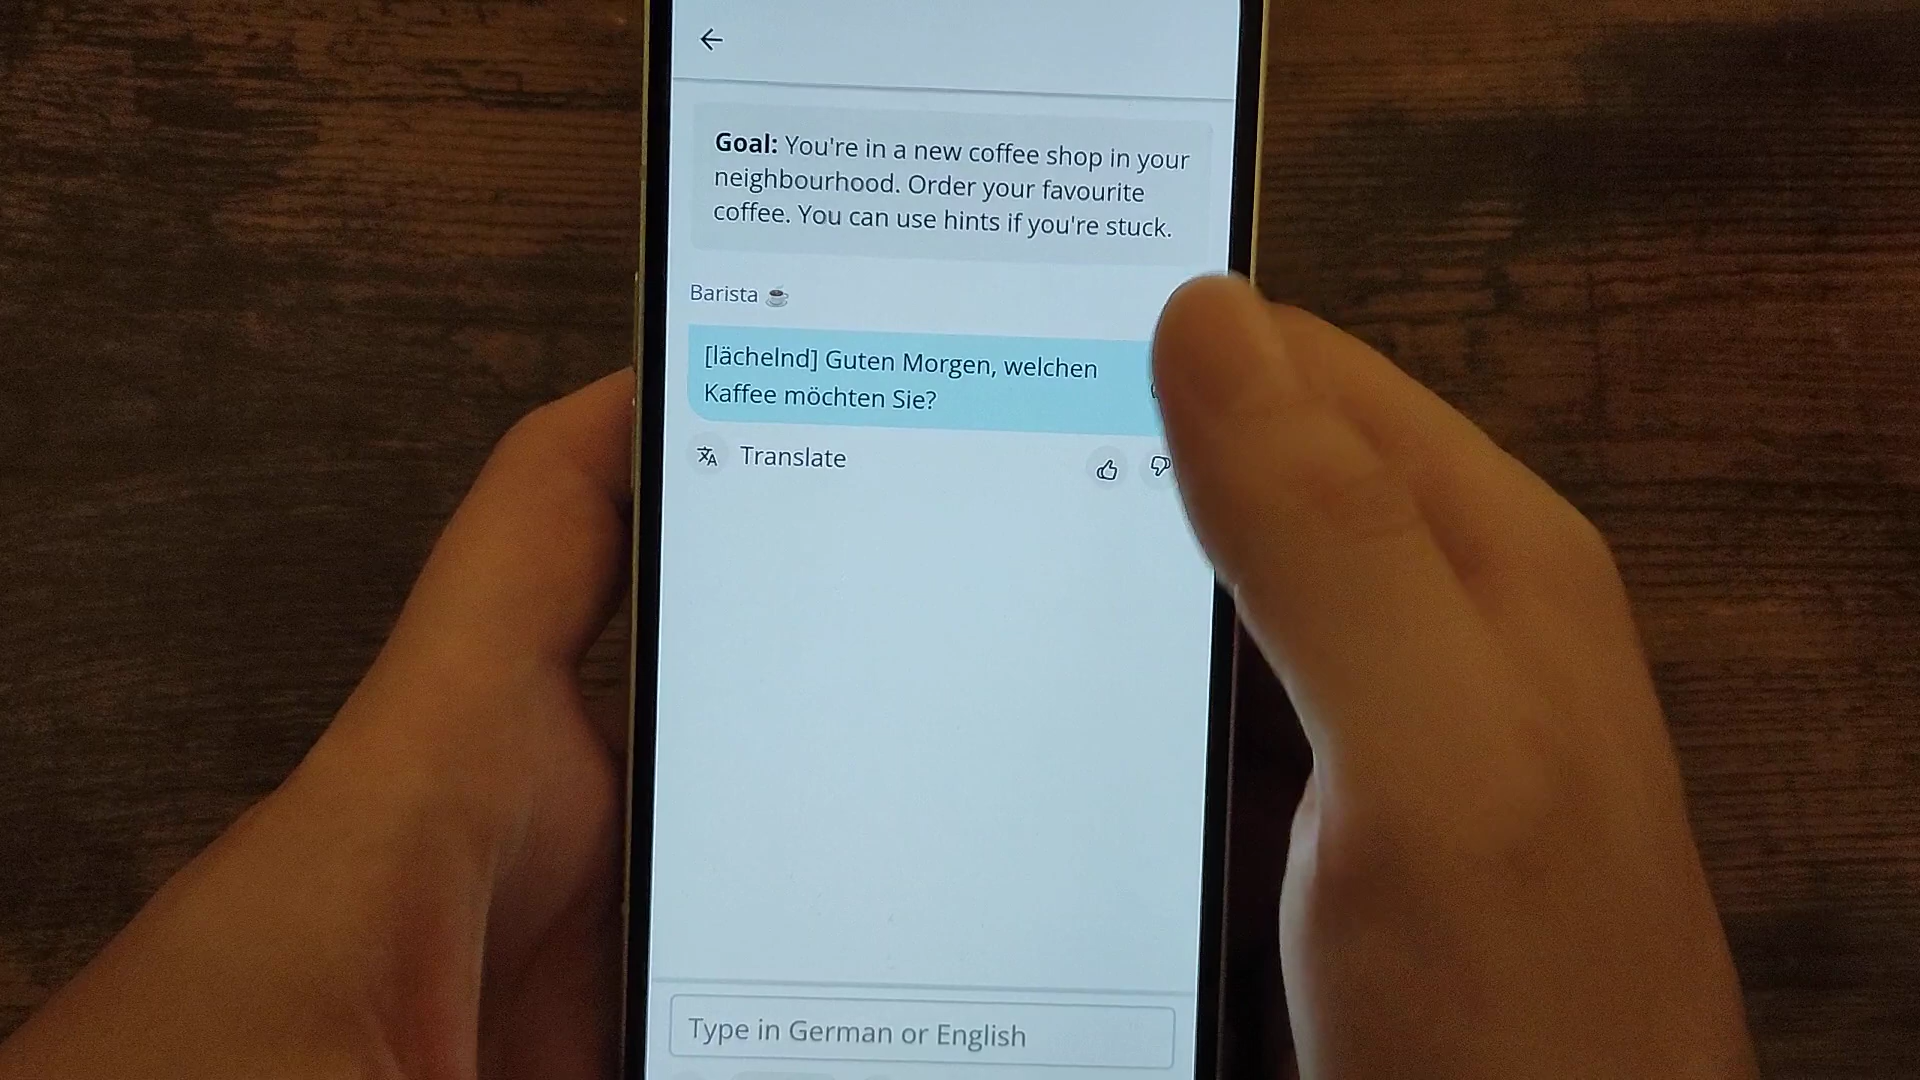 Goal: You're in a new coffee shop in your
neighbourhood. Order your favourite
coffee. You can use hints if you're stuck.
Barista ☕
[lächelnd] Guten Morgen, welchen
Kaffee möchten Sie?
Translate
Type in German or English